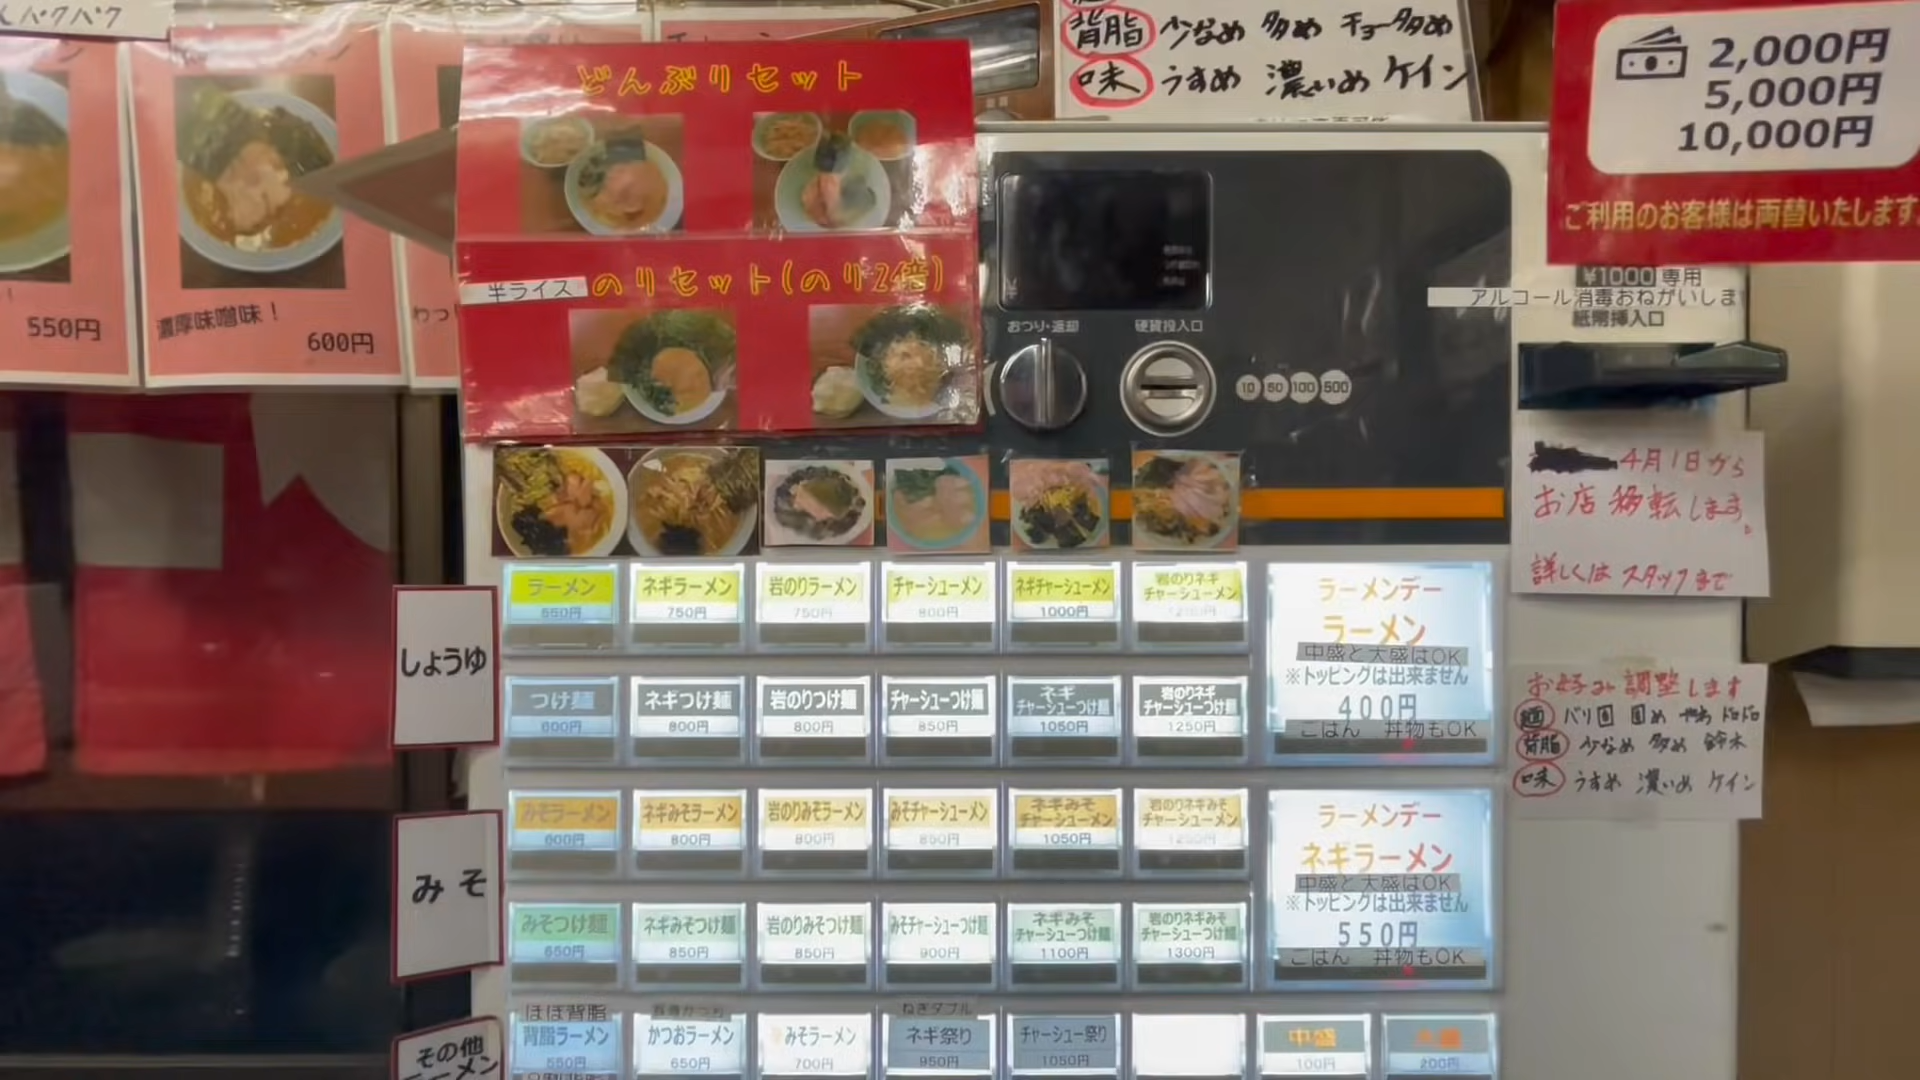 パクパク
背脂 少なめ 多め チョー多め
味 うすめ 濃いめ ケイン
2,000円
5,000円
10,000円
ご利用のお客様は両替いたします
どんぶりセット
半ライス のりセット(のり2倍)
550円
濃厚味噌味！
600円
おつり・返却
硬貨投入口
10 50 100 500
¥1000 専用
アルコール消毒おねがいしま
紙幣挿入口
4月1日から
お店移転します。
詳しくは スタッフまで
お好み調整します
麺 バリ固 固め
背脂 少なめ 多め 鈴木
味 うすめ 濃いめ ケイン
しょうゆ
ラーメン
550円
ネギラーメン
750円
岩のりラーメン
750円
チャーシューメン
800円
ネギチャーシューメン
1000円
岩のりネギ
チャーシューメン
つけ麺
600円
ネギつけ麺
800円
岩のりつけ麺
800円
チャーシューつけ麺
850円
ネギ
チャーシューつけ麺
1050円
岩のりネギ
チャーシューつけ麺
1250円
ラーメンデー
ラーメン
中盛と大盛はOK
※トッピングは出来ません
400円
ごはん 丼物もOK
みそ
みそラーメン
600円
ネギみそラーメン
800円
岩のりみそラーメン
800円
みそチャーシューメン
850円
ネギみそ
チャーシューメン
1050円
岩のりネギみそ
チャーシューメン
みそつけ麺
650円
ネギみそつけ麺
850円
岩のりみそつけ麺
850円
みそチャーシューつけ麺
900円
ネギみそ
チャーシューつけ麺
1100円
岩のりネギみそ
チャーシューつけ麺
1300円
ラーメンデー
ネギラーメン
中盛と大盛はOK
※トッピングは出来ません
550円
ごはん 丼物もOK
その他
ラーメン
ほぼ背脂
背脂ラーメン
550円
かつおラーメン
650円
みそラーメン
700円
ねぎダブル
ネギ祭り
950円
チャーシュー祭り
1050円
中盛
100円
大盛
200円